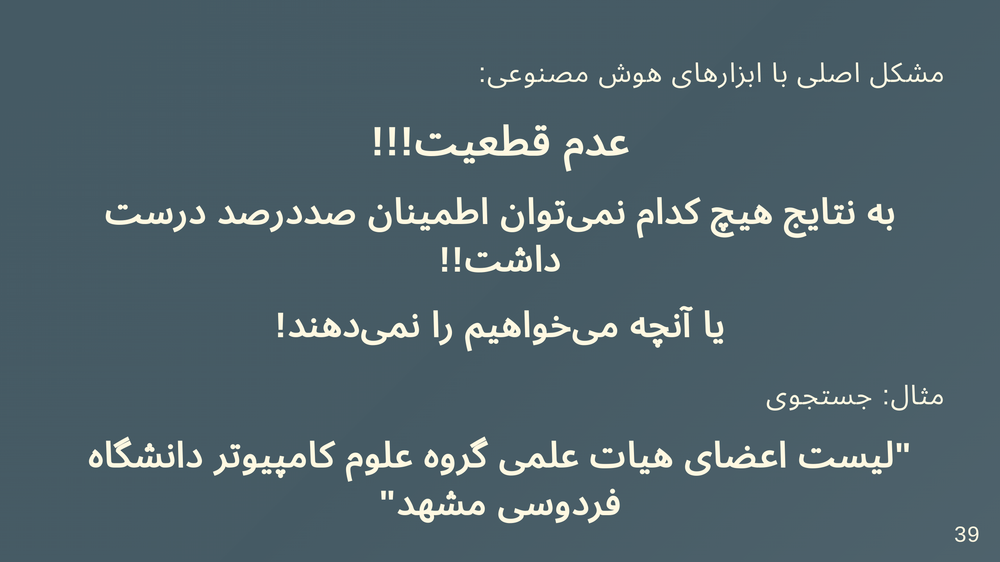 مشکل اصلی با ابزارهای هوش مصنوعی:
عدم قطعیت!!!
به نتایج هیچ کدام نمی‌توان اطمینان صددرصد درست
داشت!!
یا آنچه می‌خواهیم را نمی‌دهند!
مثال: جستجوی
"لیست اعضای هیات علمی گروه علوم کامپیوتر دانشگاه
فردوسی مشهد"
39